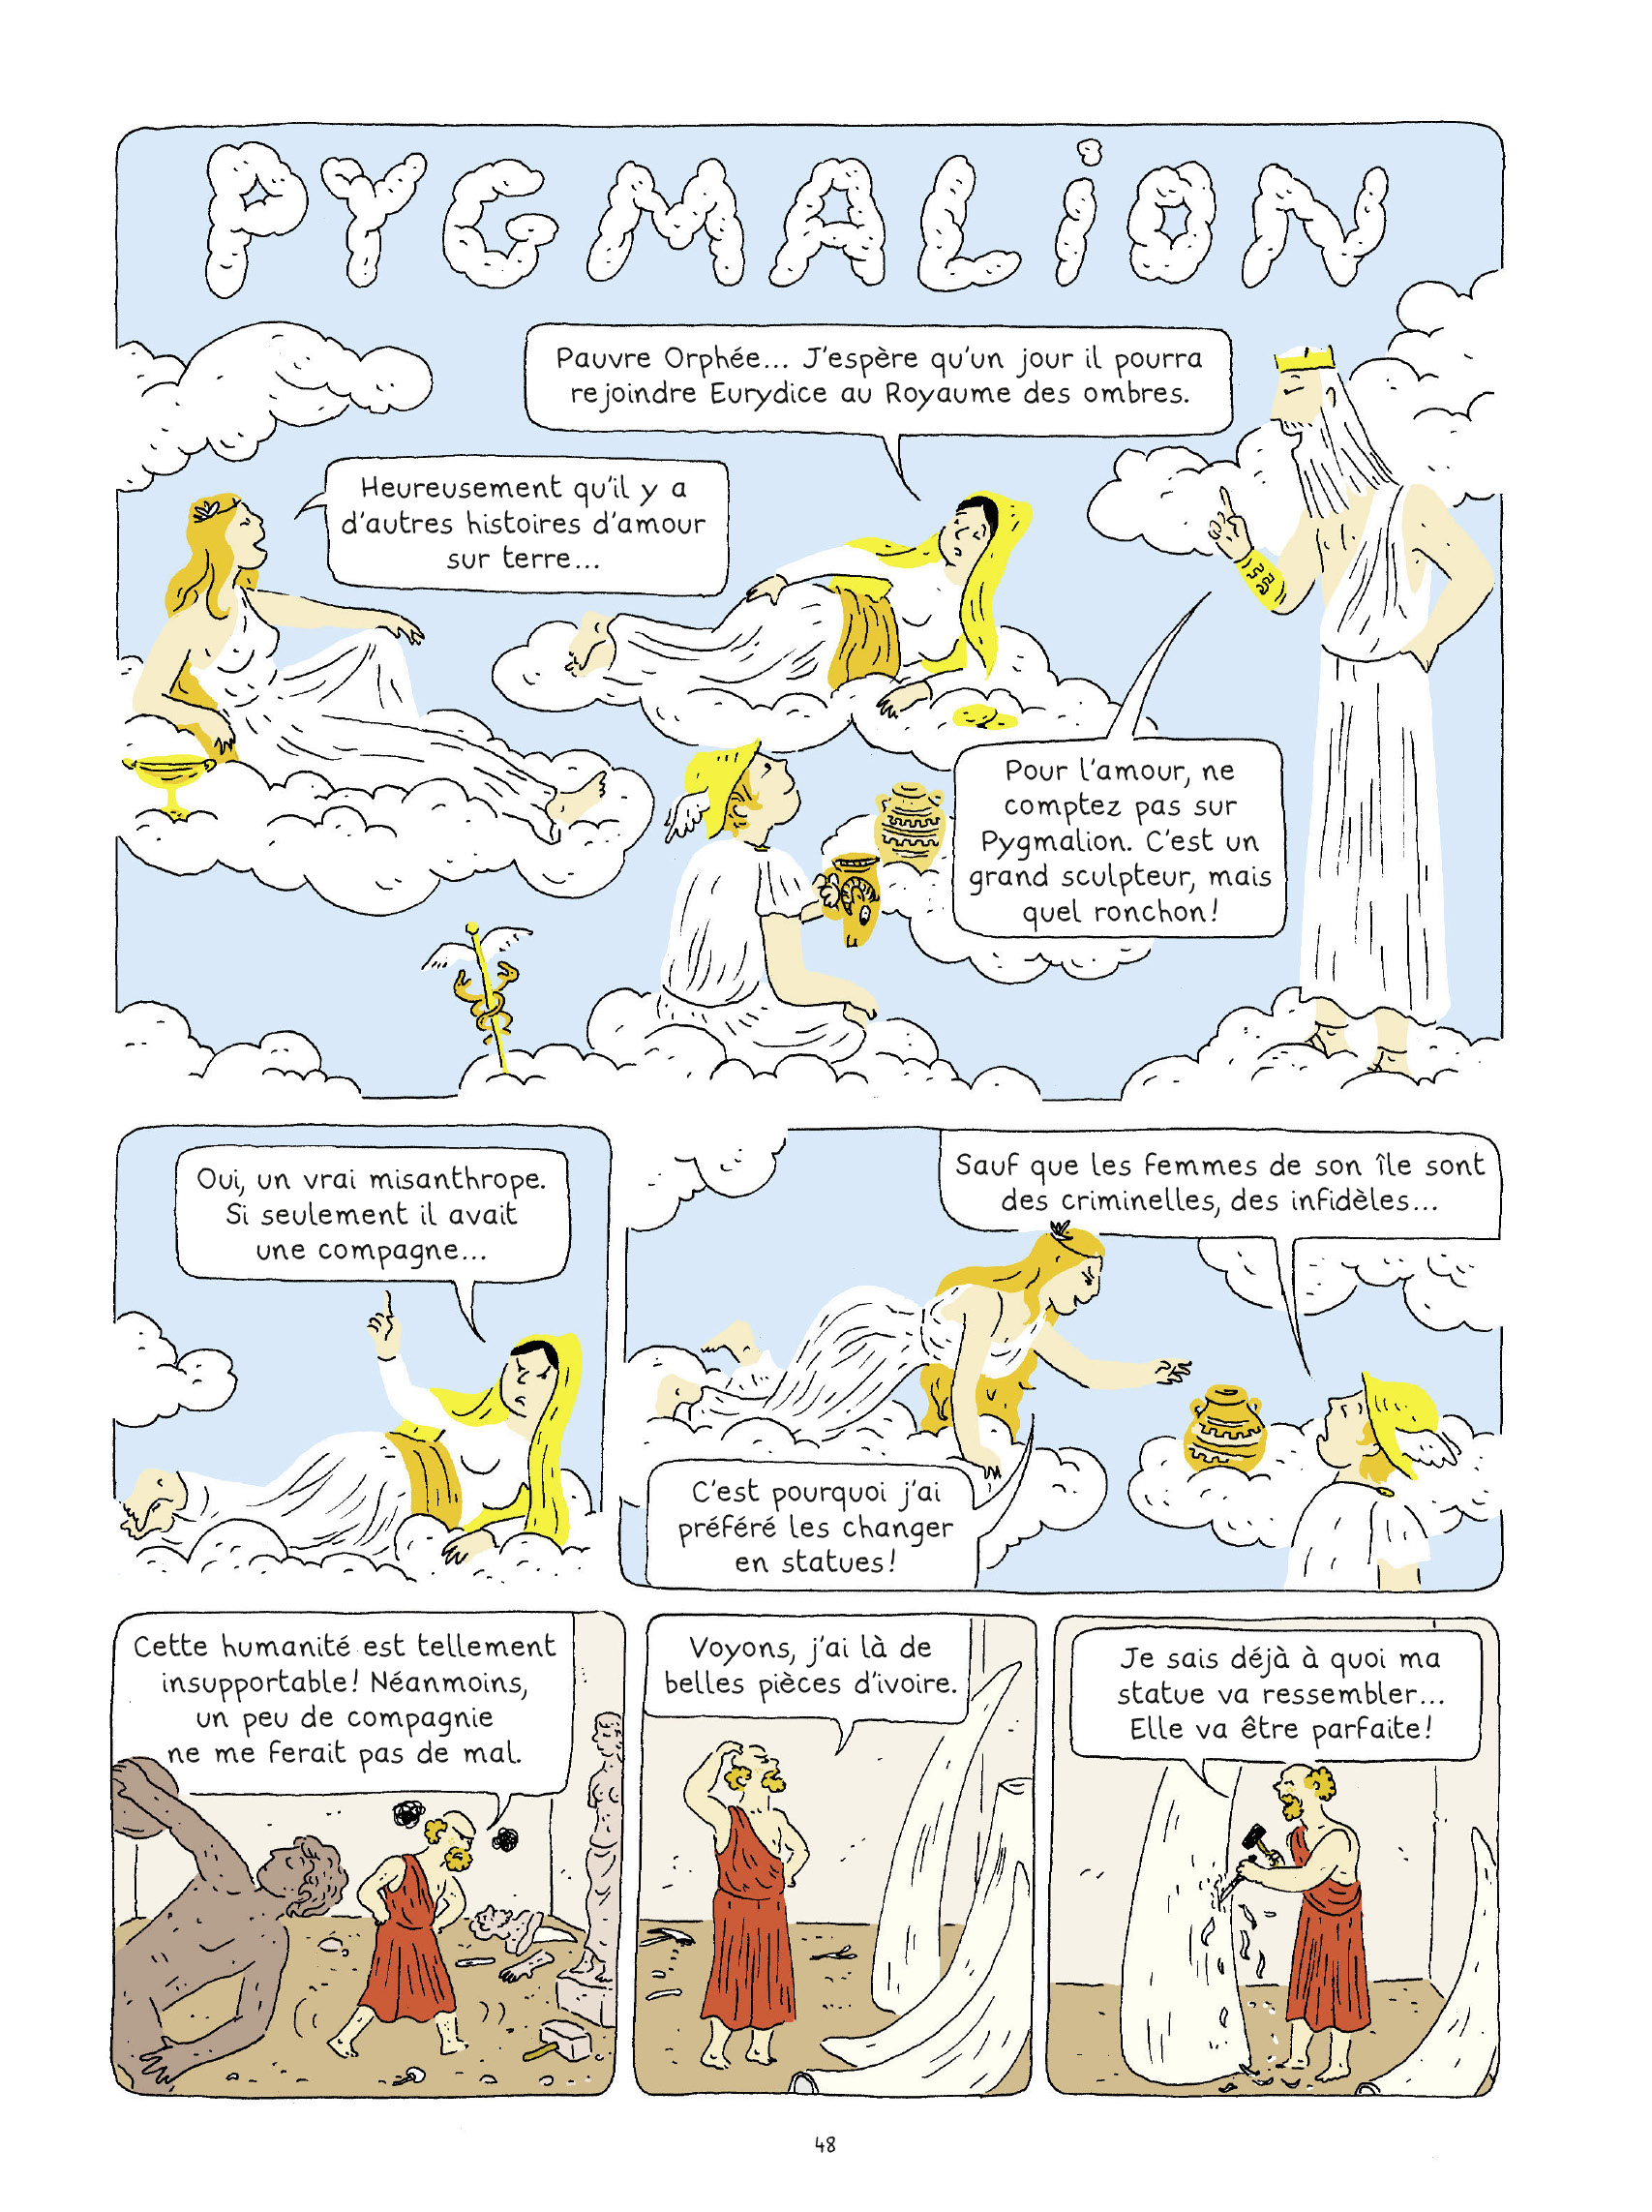 PYGMALiON
Pauvre Orphée... J'espère qu'un jour il pourra
rejoindre Eurydice au Royaume des ombres.
Heureusement qu'il y a
d'autres histoires d'amour
sur terre...
Pour l'amour, ne
comptez pas sur
Pygmalion. C'est un
grand sculpteur, mais
quel ronchon!
Oui, un vrai misanthrope.
Si seulement il avait
une compagne...
Sauf que les femmes de son île sont
des criminelles, des infidèles...
C'est pourquoi j'ai
préféré les changer
en statues!
Cette humanité est tellement
insupportable! Néanmoins,
un peu de compagnie
ne me ferait pas de mal.
Voyons, j'ai là de
belles pièces d'ivoire.
Je sais déjà à quoi ma
statue va ressembler...
Elle va être parfaite!
48